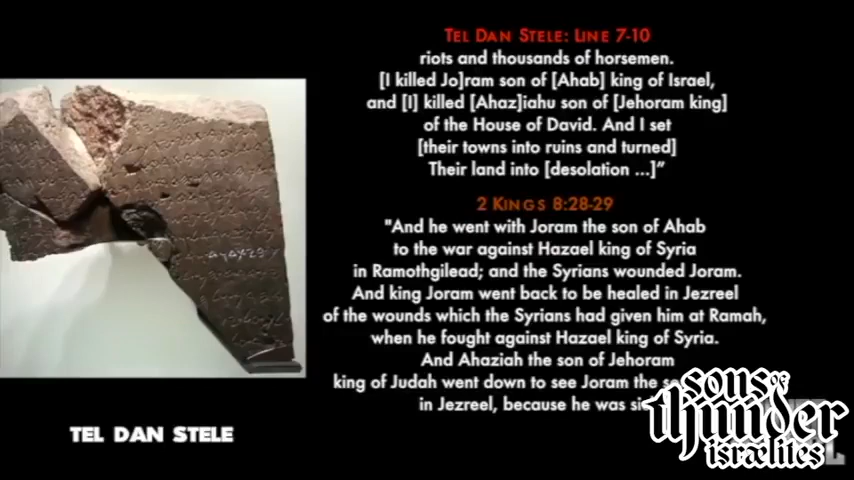 TEL DAN STELE: LINE 7-10
riots and thousands of horsemen.
[I killed Jo]ram son of [Ahab] king of Israel,
and [I] killed [Ahaz]iahu son of [Jehoram king]
of the House of David. And I set
[their towns into ruins and turned]
Their land into [desolation ...]”
2 KINGS 8:28-29
"And he went with Joram the son of Ahab
to the war against Hazael king of Syria
in Ramothgilead; and the Syrians wounded Joram.
And king Joram went back to be healed in Jezreel
of the wounds which the Syrians had given him at Ramah,
when he fought against Hazael king of Syria.
And Ahaziah the son of Jehoram
king of Judah went down to see Joram the
in Jezreel, because he was
TEL DAN STELE
sons of
thunder
israelites